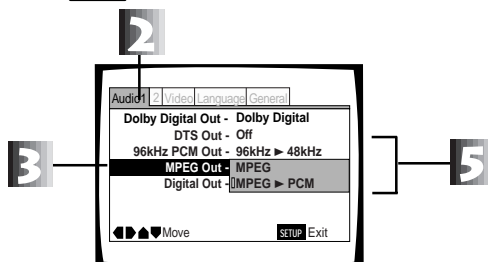 2
Audio1 2 Video Language General
Dolby Digital Out - Dolby Digital
DTS Out - Off
96kHz PCM Out - 96kHz ► 48kHz
3 MPEG Out - MPEG 5
Digital Out - MPEG ► PCM
Move SETUP Exit